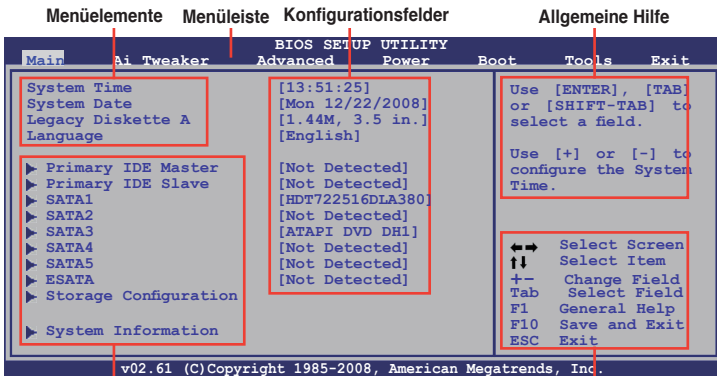 Menüelemente Menüleiste Konfigurationsfelder Allgemeine Hilfe
BIOS SETUP UTILITY
Main Ai Tweaker Advanced Power Boot Tools Exit
System Time [13:51:25]
System Date [Mon 12/22/2008]
Legacy Diskette A [1.44M, 3.5 in.]
Language [English]
Primary IDE Master [Not Detected]
Primary IDE Slave [Not Detected]
SATA1 [HDT722516DLA380]
SATA2 [Not Detected]
SATA3 [ATAPI DVD DH1]
SATA4 [Not Detected]
SATA5 [Not Detected]
ESATA [Not Detected]
Storage Configuration
System Information
Use [ENTER], [TAB]
or [SHIFT-TAB] to
select a field.
Use [+] or [-] to
configure the System
Time.
←→ Select Screen
↑↓ Select Item
+- Change Field
Tab Select Field
F1 General Help
F10 Save and Exit
ESC Exit
v02.61 (C)Copyright 1985-2008, American Megatrends, Inc.